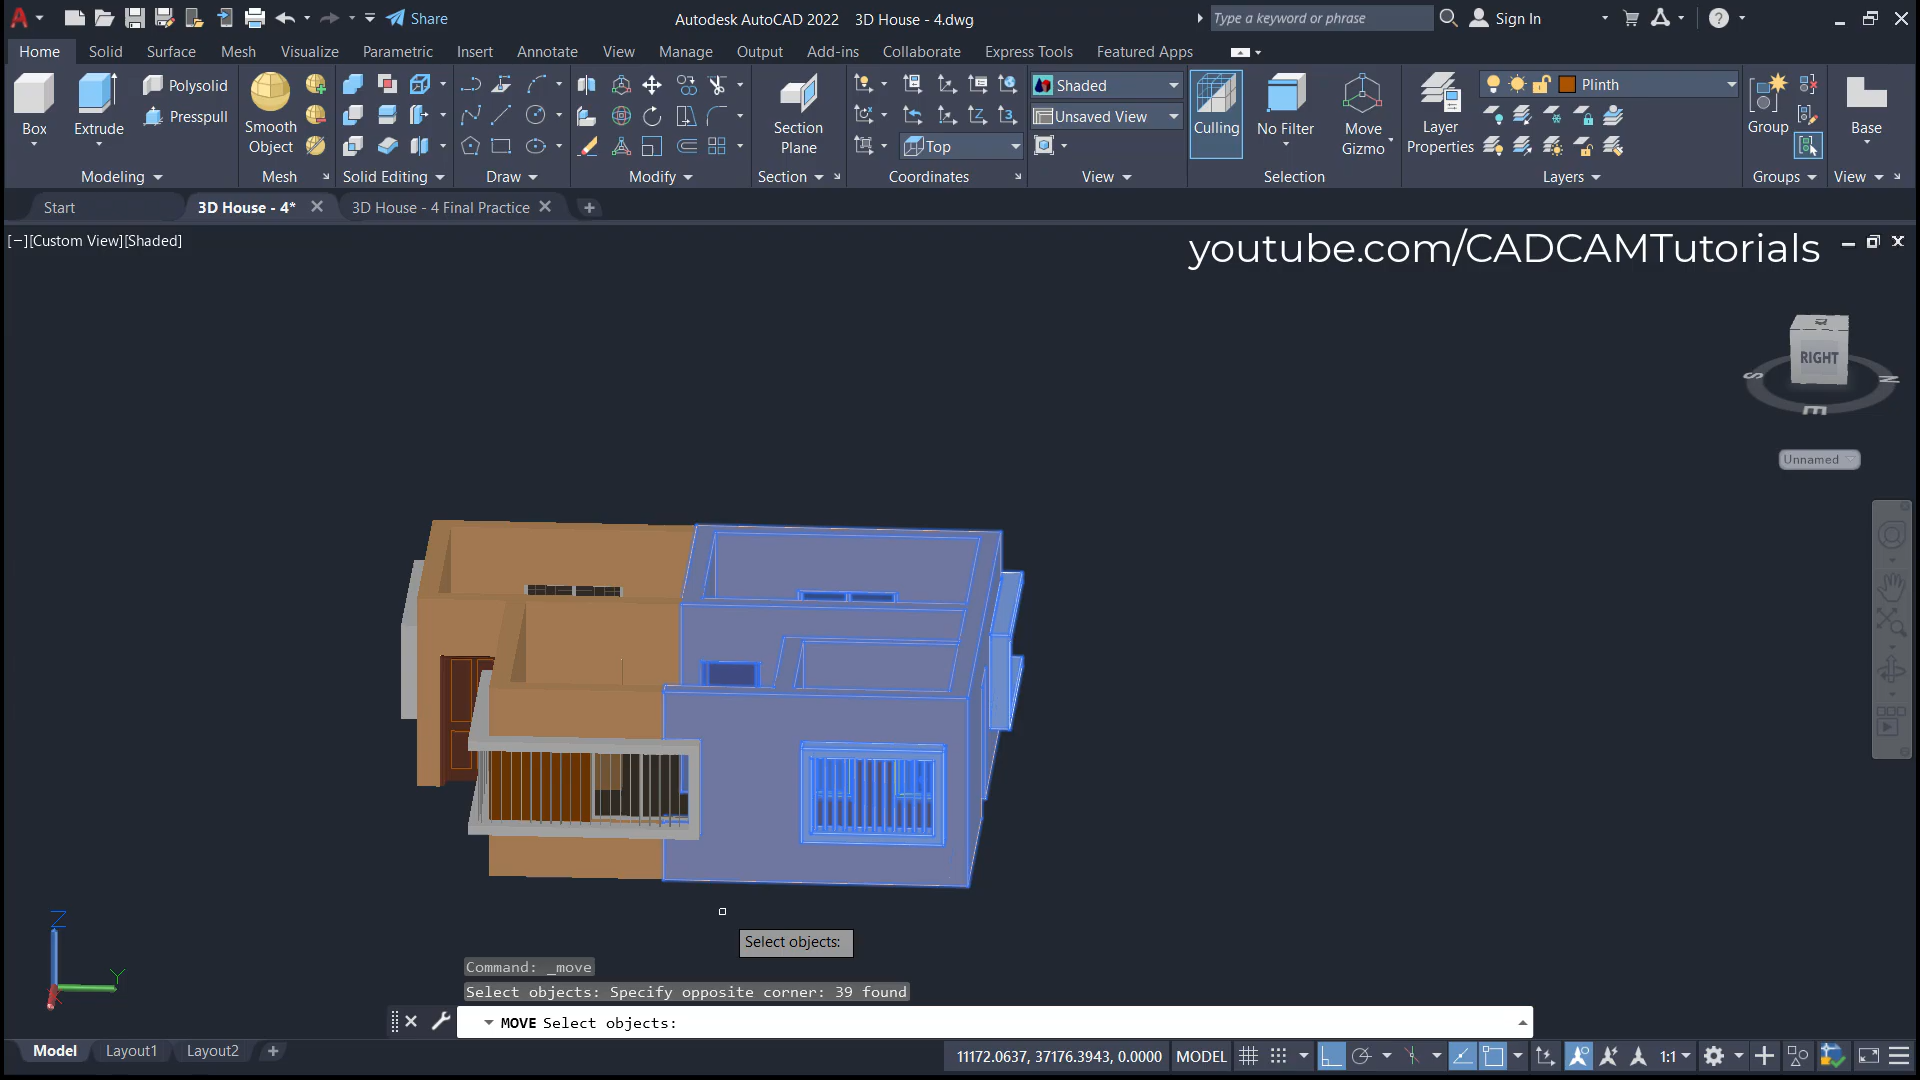 Share
Autodesk AutoCAD 2022 3D House - 4.dwg
Type a keyword or phrase
Sign In
Home Solid Surface Mesh Visualize Parametric Insert Annotate View Manage Output Add-ins Collaborate Express Tools Featured Apps
Box
Extrude
Polysolid
Presspull
Smooth
Object
Section
Plane
Top
Shaded
Unsaved View
Culling
No Filter
Move
Gizmo
Layer
Properties
Plinth
Group
Base
Modeling Mesh Solid Editing Draw Modify Section Coordinates View Selection Layers Groups View
Start 3D House - 4* 3D House - 4 Final Practice
[−][Custom View][Shaded]
youtube.com/CADCAMTutorials
RIGHT
S
N
E
Unnamed
Z
Y
X
Select objects:
Command: _move
Select objects: Specify opposite corner: 39 found
MOVE Select objects:
Model Layout1 Layout2
11172.0637, 37176.3943, 0.0000 MODEL 1:1